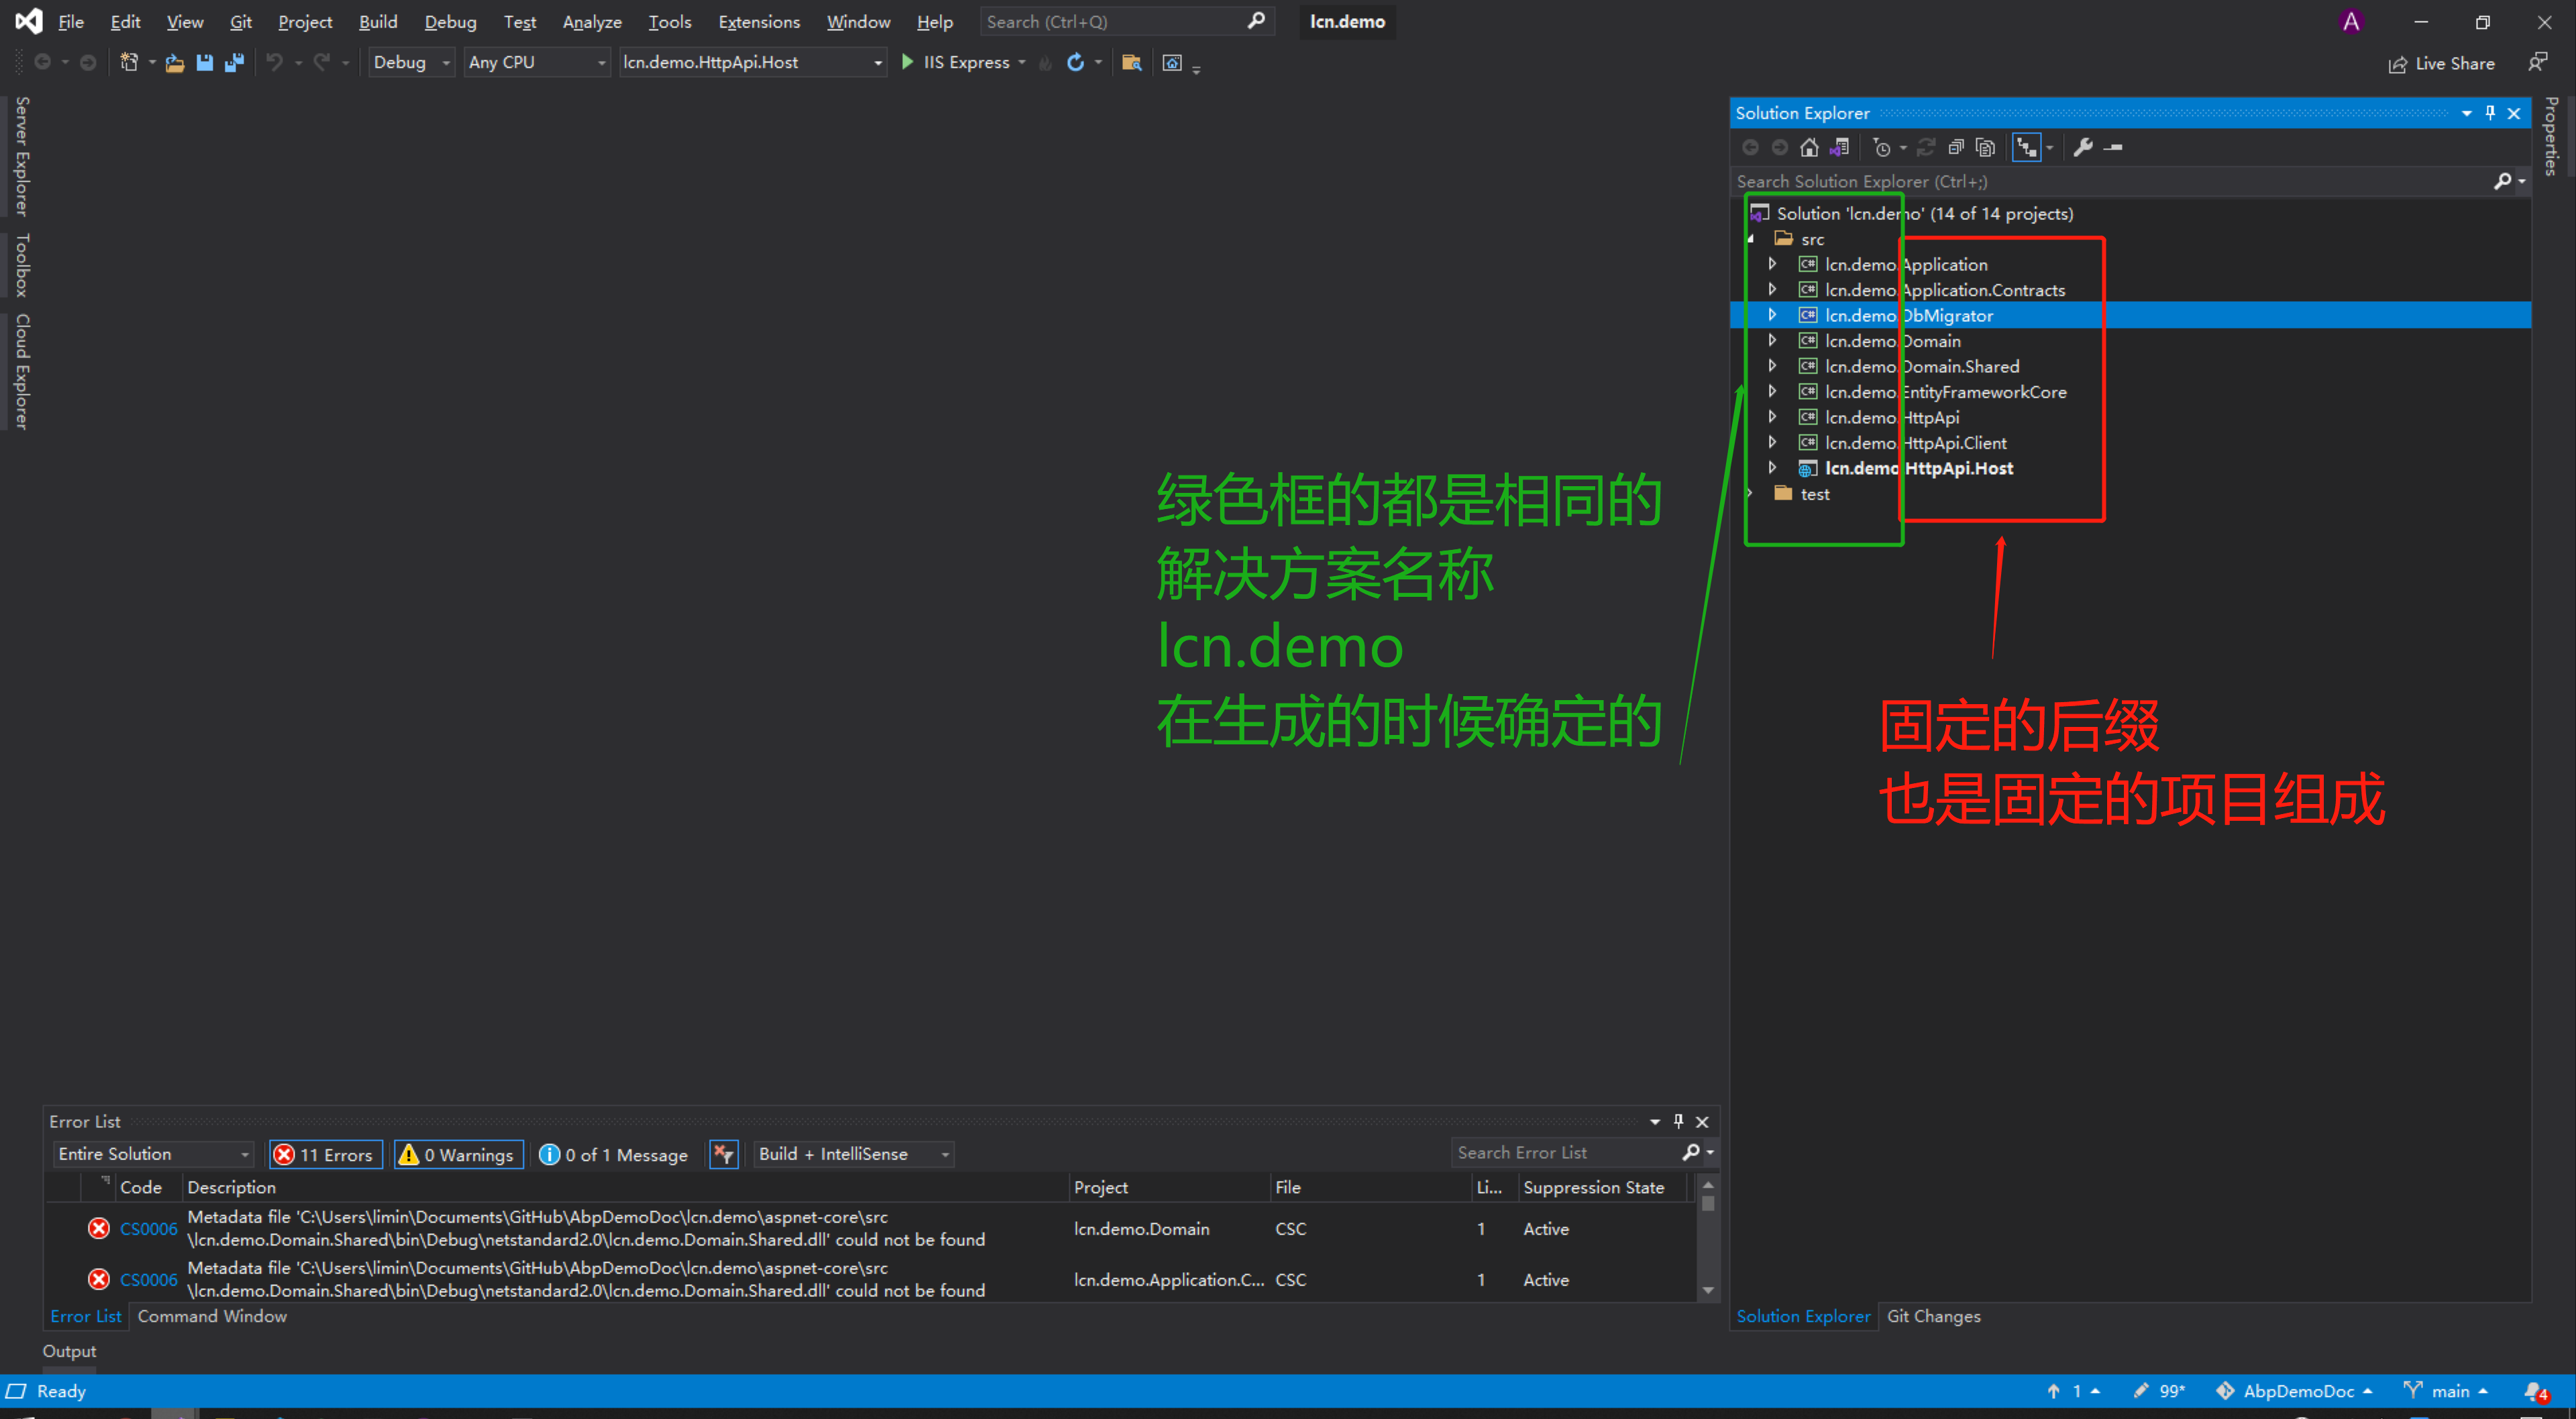 File Edit View Git Project Build Debug Test Analyze Tools Extensions Window Help Search (Ctrl+Q) lcn.demo A
Debug Any CPU lcn.demo.HttpApi.Host IIS Express Live Share
Server Explorer
Toolbox
Cloud Explorer
Solution Explorer
Search Solution Explorer (Ctrl+;)
Solution 'lcn.demo' (14 of 14 projects)
src
lcn.demo.Application
lcn.demo.Application.Contracts
lcn.demo.DbMigrator
lcn.demo.Domain
lcn.demo.Domain.Shared
lcn.demo.EntityFrameworkCore
lcn.demo.HttpApi
lcn.demo.HttpApi.Client
lcn.demo.HttpApi.Host
test
Properties
绿色框的都是相同的
解决方案名称
lcn.demo
在生成的时候确定的
固定的后缀
也是固定的项目组成
Error List
Entire Solution 11 Errors 0 Warnings 0 of 1 Message Build + IntelliSense Search Error List
Code Description Project File Li... Suppression State
CS0006 Metadata file 'C:\Users\limin\Documents\GitHub\AbpDemoDoc\lcn.demo\aspnet-core\src
\lcn.demo.Domain.Shared\bin\Debug\netstandard2.0\lcn.demo.Domain.Shared.dll' could not be found lcn.demo.Domain CSC 1 Active
CS0006 Metadata file 'C:\Users\limin\Documents\GitHub\AbpDemoDoc\lcn.demo\aspnet-core\src
\lcn.demo.Domain.Shared\bin\Debug\netstandard2.0\lcn.demo.Domain.Shared.dll' could not be found lcn.demo.Application.C... CSC 1 Active
Error List Command Window
Solution Explorer Git Changes
Output
Ready 1 99* AbpDemoDoc main 4